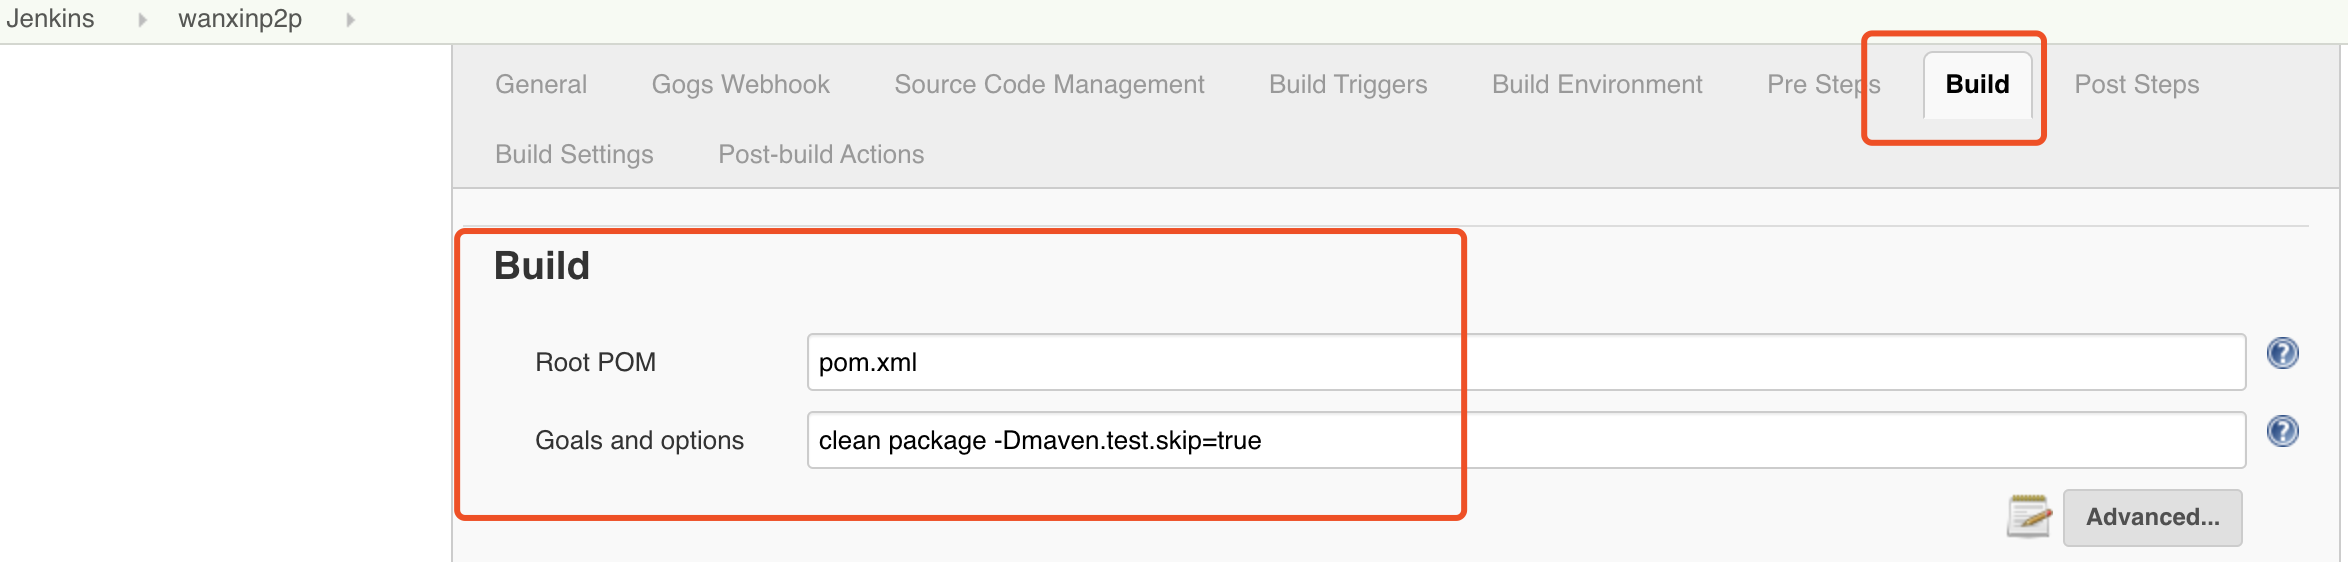 Jenkins wanxinp2p
General Gogs Webhook Source Code Management Build Triggers Build Environment Pre Steps Build Post Steps
Build Settings Post-build Actions
Build
Root POM pom.xml
Goals and options clean package -Dmaven.test.skip=true
Advanced...